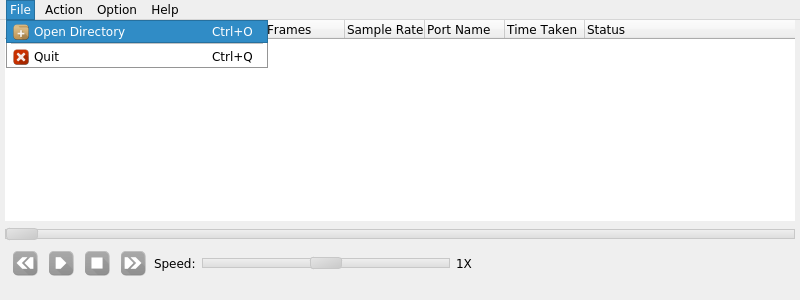 File Action Option Help
Open Directory Ctrl+O
Frames Sample Rate Port Name Time Taken Status
Quit Ctrl+Q
Speed: 1X